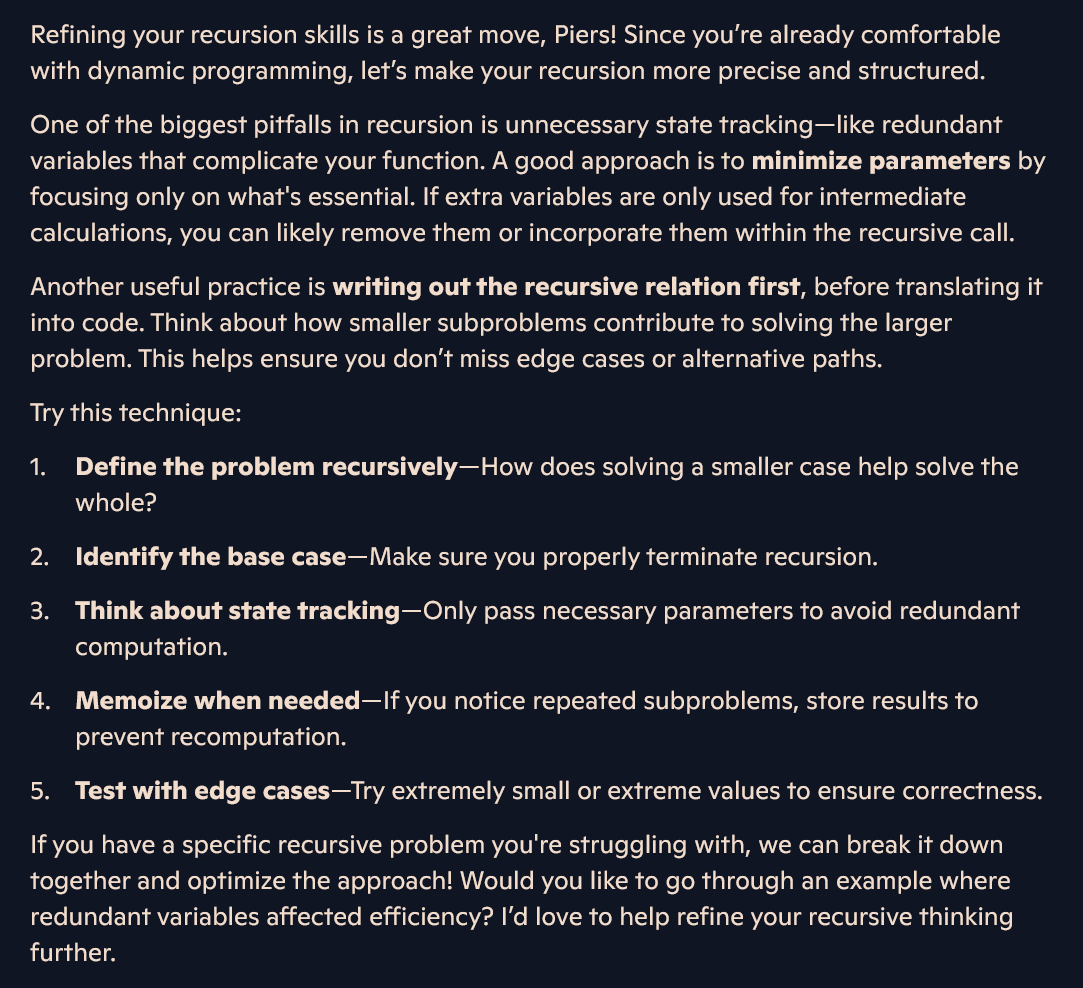 Refining your recursion skills is a great move, Piers! Since you’re already comfortable
with dynamic programming, let’s make your recursion more precise and structured.
One of the biggest pitfalls in recursion is unnecessary state tracking—like redundant
variables that complicate your function. A good approach is to minimize parameters by
focusing only on what's essential. If extra variables are only used for intermediate
calculations, you can likely remove them or incorporate them within the recursive call.
Another useful practice is writing out the recursive relation first, before translating it
into code. Think about how smaller subproblems contribute to solving the larger
problem. This helps ensure you don’t miss edge cases or alternative paths.
Try this technique:
1. Define the problem recursively—How does solving a smaller case help solve the
whole?
2. Identify the base case—Make sure you properly terminate recursion.
3. Think about state tracking—Only pass necessary parameters to avoid redundant
computation.
4. Memoize when needed—If you notice repeated subproblems, store results to
prevent recomputation.
5. Test with edge cases—Try extremely small or extreme values to ensure correctness.
If you have a specific recursive problem you're struggling with, we can break it down
together and optimize the approach! Would you like to go through an example where
redundant variables affected efficiency? I’d love to help refine your recursive thinking
further.